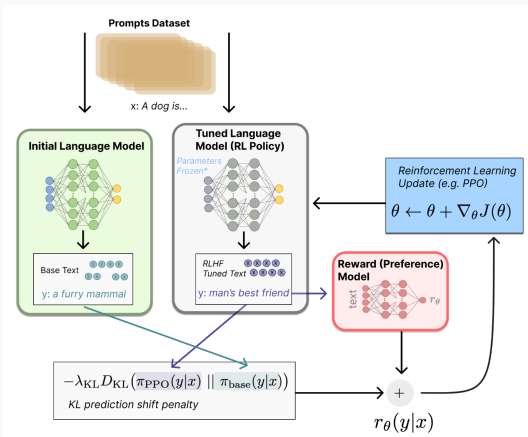 Prompts Dataset
x: A dog is...
Initial Language Model
Tuned Language
Model (RL Policy)
Parameters
Frozen*
Reinforcement Learning
Update (e.g. PPO)
θ ← θ + ∇θJ(θ)
Base Text
x x x x
x x x x
y: a furry mammal
RLHF
Tuned Text
x x x x
x x x x
y: man's best friend
Reward (Preference)
Model
text
rθ
−λKL DKL(πPPO(y|x) || πbase(y|x))
KL prediction shift penalty
+
rθ(y|x)